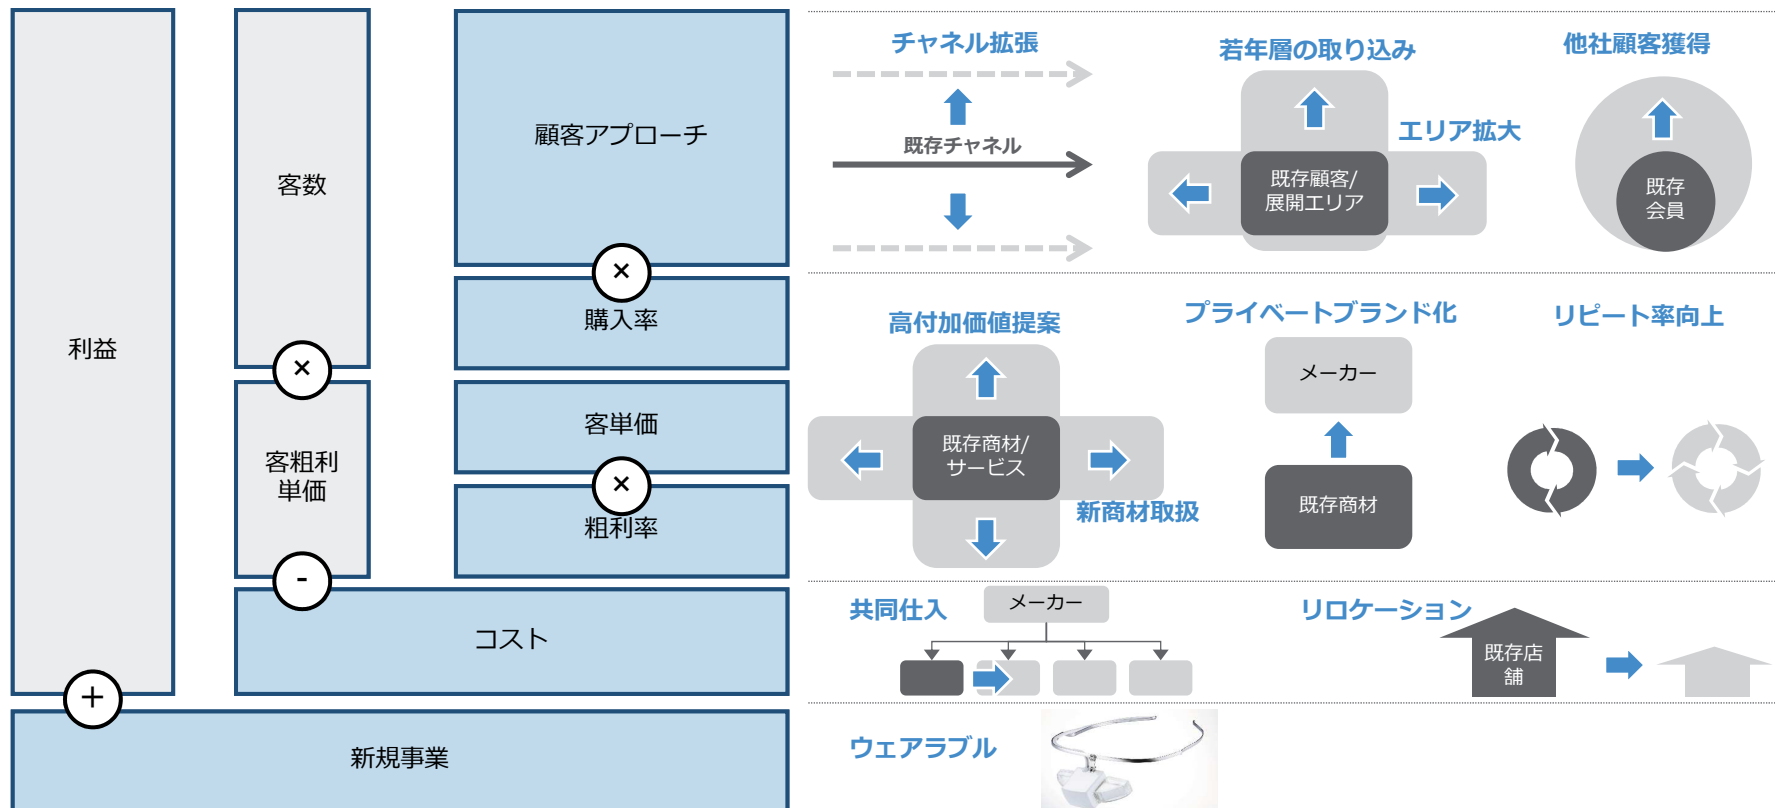 利益
客数
×
客粗利
単価
-
顧客アプローチ
×
購入率
客単価
×
粗利率
コスト
+
新規事業
チャネル拡張
既存チャネル
若年層の取り込み
エリア拡大
既存顧客/
展開エリア
他社顧客獲得
既存
会員
高付加価値提案
既存商材/
サービス
新商材取扱
プライベートブランド化
メーカー
既存商材
リピート率向上
共同仕入
メーカー
リロケーション
既存店
舗
ウェアラブル